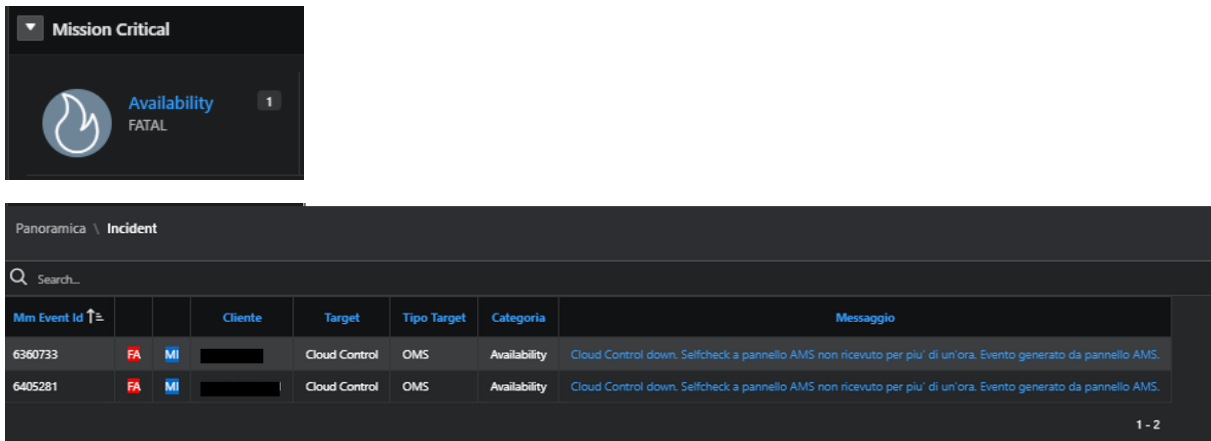 Mission Critical
Availability 1
FATAL
Panoramica \ Incident
Search...
Mm Event Id Cliente Target Tipo Target Categoria Messaggio
6360733 FA MI Cloud Control OMS Availability Cloud Control down. Selfcheck a pannello AMS non ricevuto per piu' di un'ora. Evento generato da pannello AMS.
6405281 FA MI Cloud Control OMS Availability Cloud Control down. Selfcheck a pannello AMS non ricevuto per piu' di un'ora. Evento generato da pannello AMS.
1 - 2